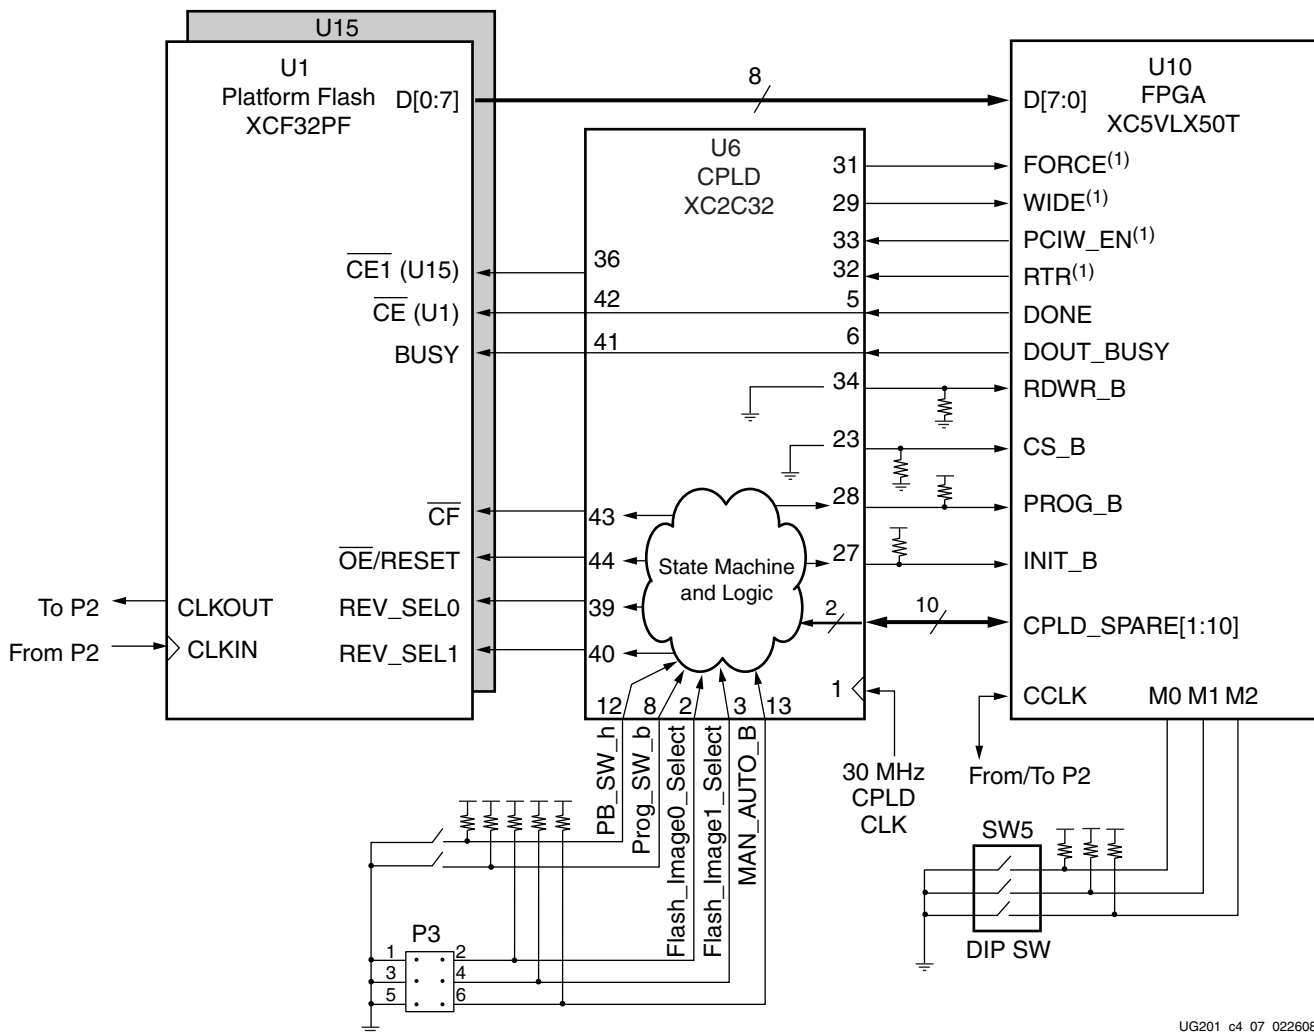 U15
U1
Platform Flash
XCF32PF
D[0:7]
CE1 (U15)
CE (U1)
BUSY
CF
OE/RESET
REV_SEL0
REV_SEL1
To P2
CLKOUT
From P2
CLKIN
8
U6
CPLD
XC2C32
31
29
33
32
36
5
42
6
41
34
23
28
43
27
44
39
40
State Machine
and Logic
2
10
1
12
8
2
3
13
PB_SW_h
Prog_SW_b
Flash_Image0_Select
Flash_Image1_Select
MAN_AUTO_B
30 MHz
CPLD
CLK
U10
FPGA
XC5VLX50T
D[7:0]
FORCE(1)
WIDE(1)
PCIW_EN(1)
RTR(1)
DONE
DOUT_BUSY
RDWR_B
CS_B
PROG_B
INIT_B
CPLD_SPARE[1:10]
CCLK
M0 M1 M2
From/To P2
SW5
DIP SW
P3
1 2
3 4
5 6
UG201_c4_07_022608